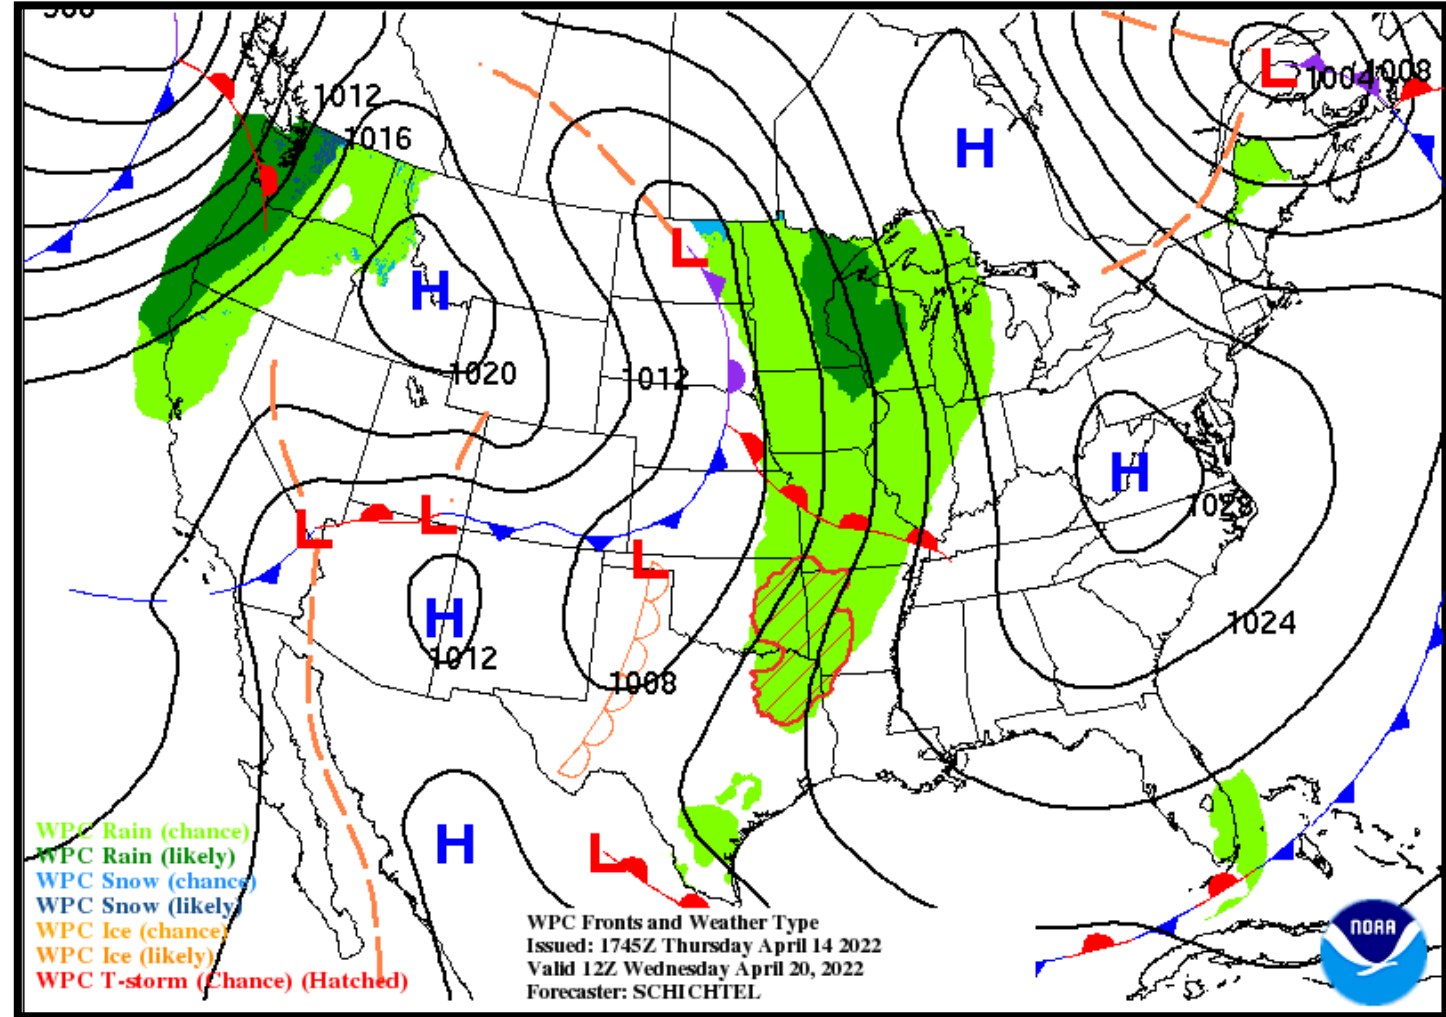 1012
1016
L
1004
1008
H
L
H
1020
1012
H
1028
L
L
L
H
1012
1008
1024
H
L
WPC Rain (chance)
WPC Rain (likely)
WPC Snow (chance)
WPC Snow (likely)
WPC Ice (chance)
WPC Ice (likely)
WPC T-storm (Chance) (Hatched)
WPC Fronts and Weather Type
Issued: 1745Z Thursday April 14 2022
Valid 12Z Wednesday April 20, 2022
Forecaster: SCHICHTEL
NOAA